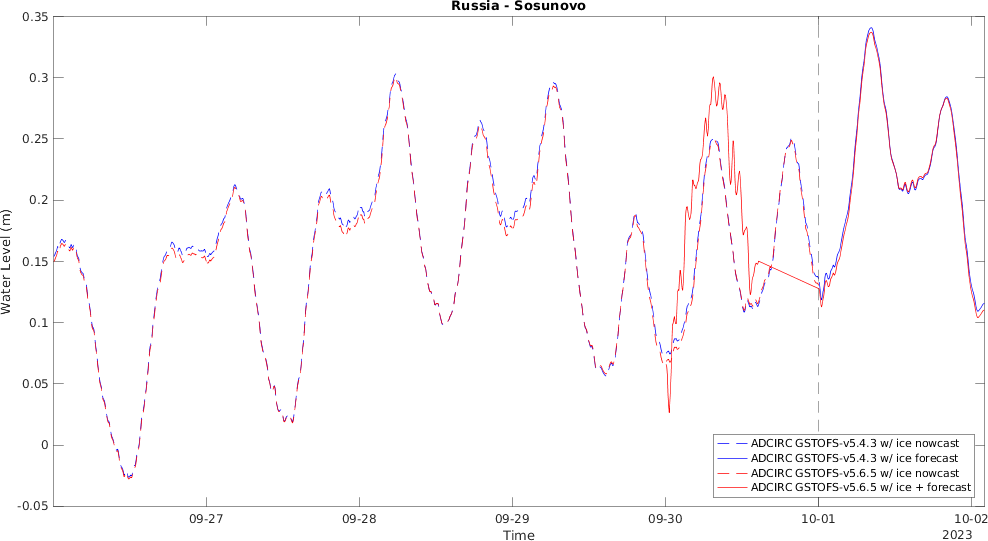 Russia - Sosunovo
0.35
0.3
0.25
0.2
0.15
0.1
0.05
0
-0.05
Water Level (m)
09-27
09-28
09-29
09-30
10-01
10-02
Time
2023
ADCIRC GSTOFS-v5.4.3 w/ ice nowcast
ADCIRC GSTOFS-v5.4.3 w/ ice forecast
ADCIRC GSTOFS-v5.6.5 w/ ice nowcast
ADCIRC GSTOFS-v5.6.5 w/ ice + forecast